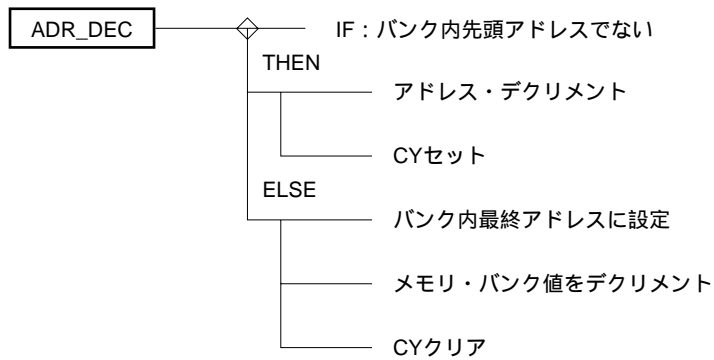 ADR_DEC
IF：バンク内先頭アドレスでない
THEN
アドレス・デクリメント
CYセット
ELSE
バンク内最終アドレスに設定
メモリ・バンク値をデクリメント
CYクリア